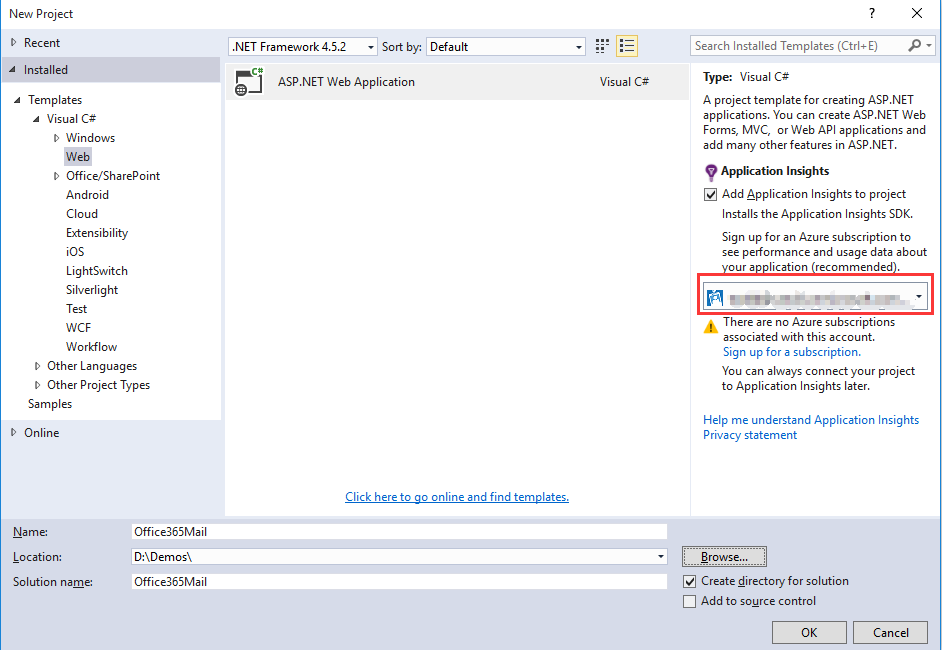 New Project
?
Recent
Installed
Templates
Visual C#
Windows
Web
Office/SharePoint
Android
Cloud
Extensibility
iOS
LightSwitch
Silverlight
Test
WCF
Workflow
Other Languages
Other Project Types
Samples
Online
.NET Framework 4.5.2
Sort by:
Default
C#
ASP.NET Web Application
Visual C#
Click here to go online and find templates.
Search Installed Templates (Ctrl+E)
Type: Visual C#
A project template for creating ASP.NET
applications. You can create ASP.NET Web
Forms, MVC, or Web API applications and
add many other features in ASP.NET.
Application Insights
Add Application Insights to project
Installs the Application Insights SDK.
Sign up for an Azure subscription to
see performance and usage data about
your application (recommended).
There are no Azure subscriptions
associated with this account.
Sign up for a subscription.
You can always connect your project
to Application Insights later.
Help me understand Application Insights
Privacy statement
Name:
Office365Mail
Location:
D:\Demos\
Browse...
Solution name:
Office365Mail
Create directory for solution
Add to source control
OK
Cancel